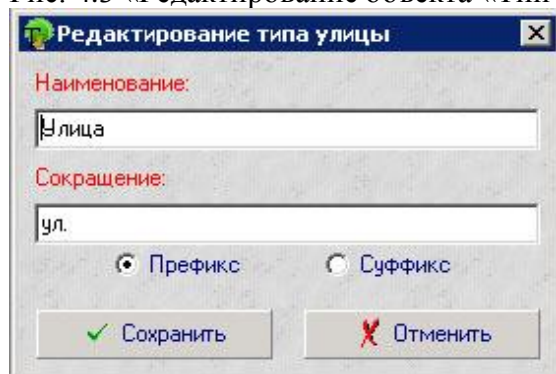 Редактирование типа улицы
Наименование:
Улица
Сокращение:
ул.
Префикс Суффикс
Сохранить Отменить